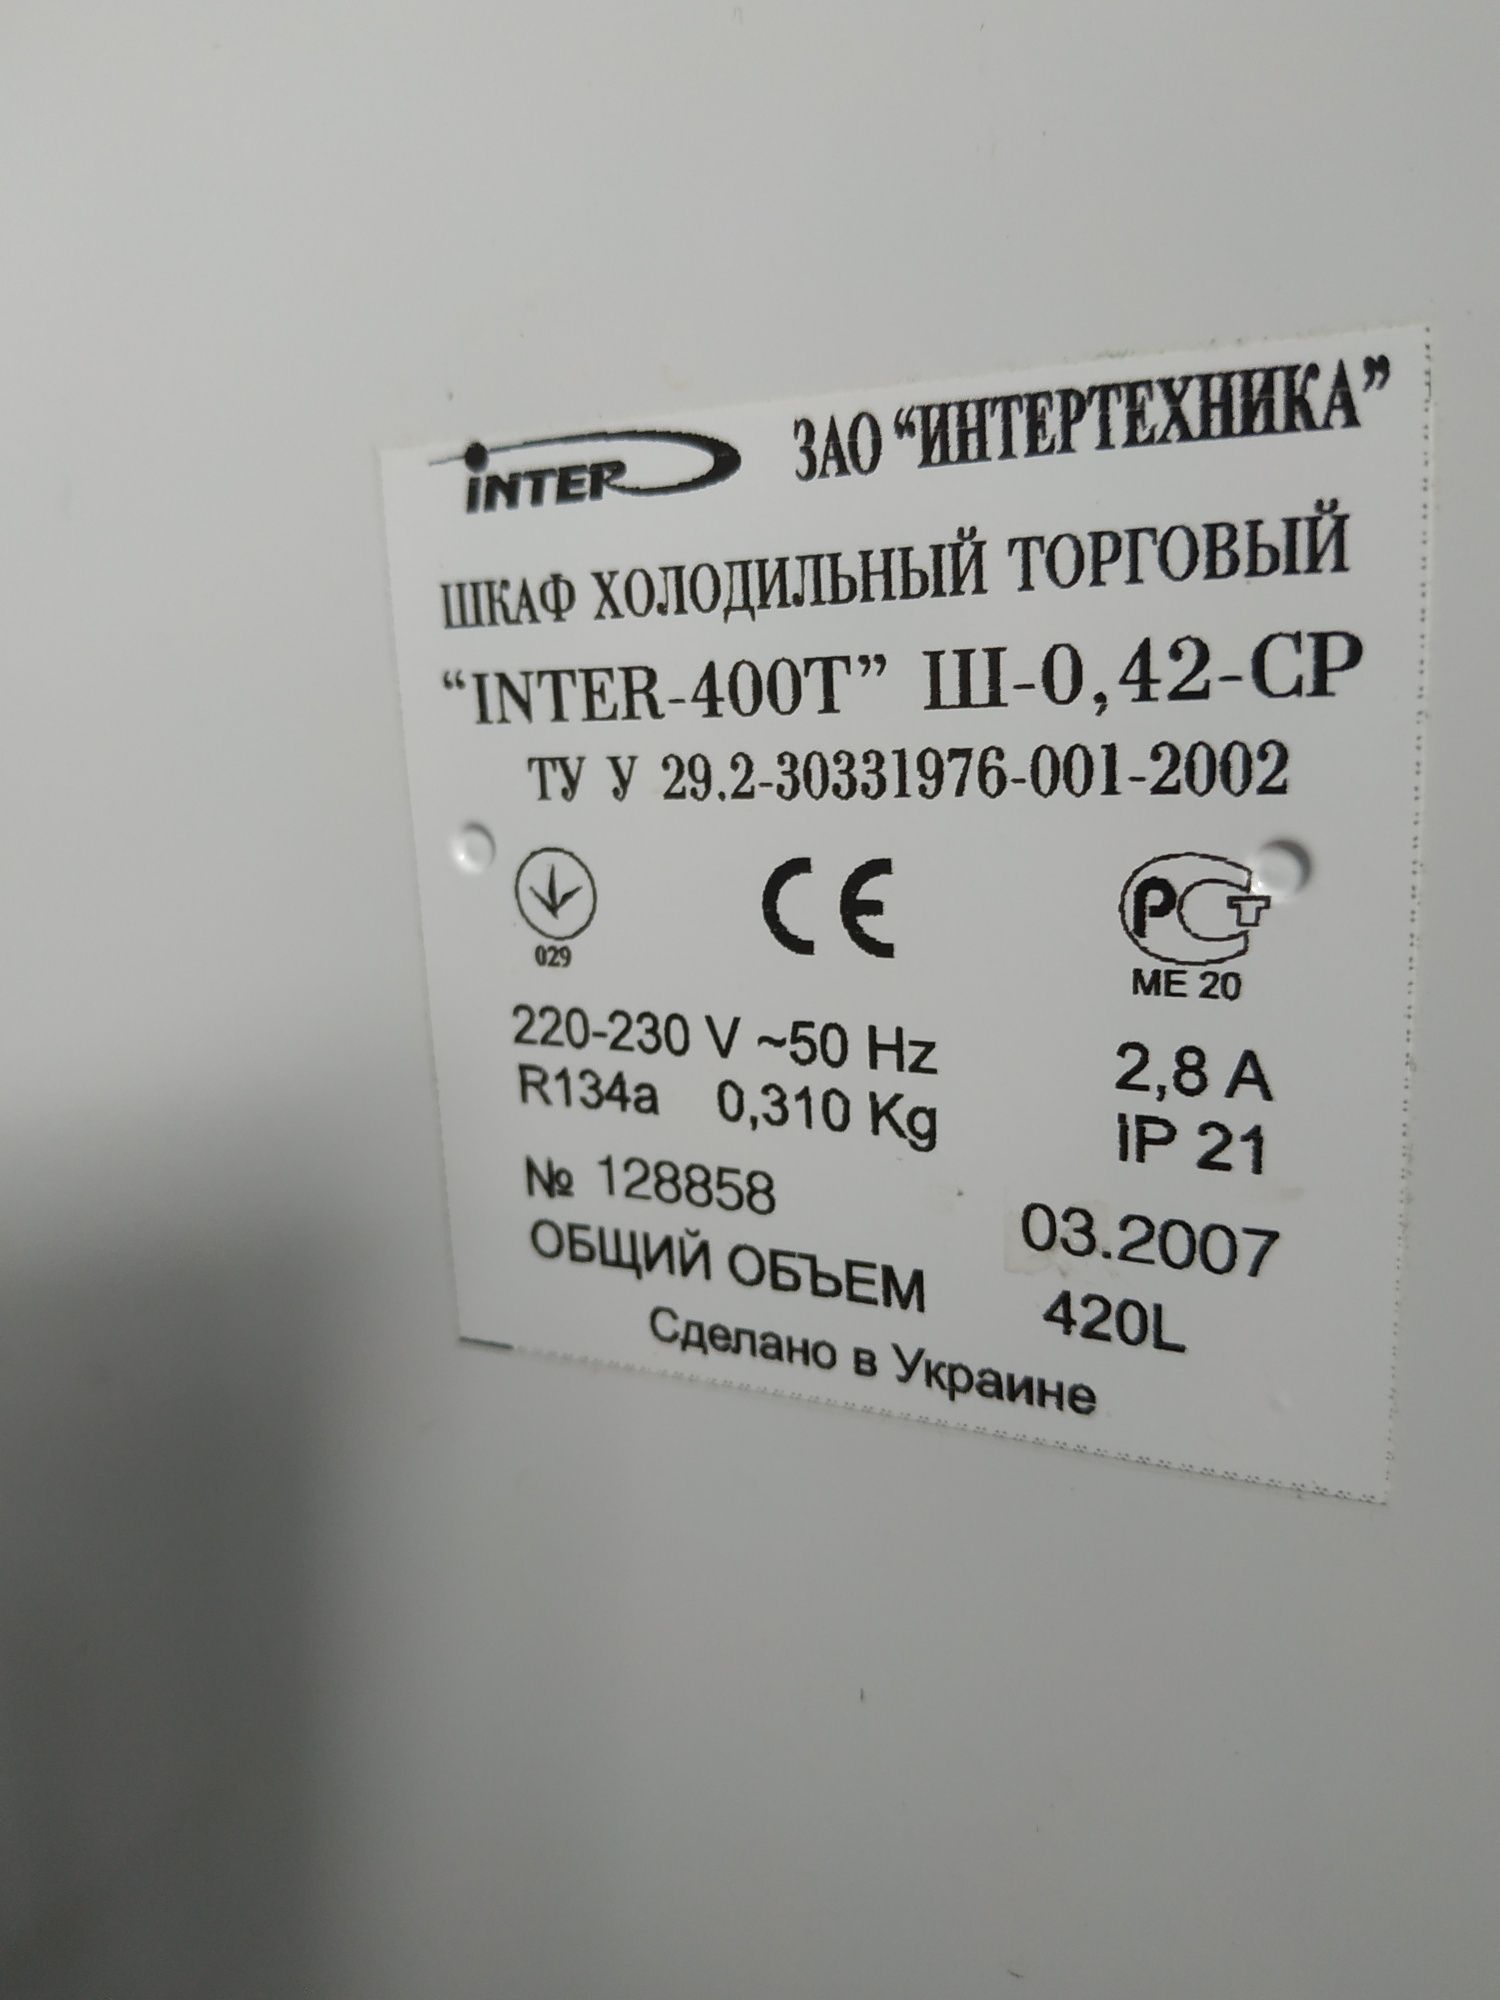 INTER ЗАО “ИНТЕРТЕХНИКА”
ШКАФ ХОЛОДИЛЬНЫЙ ТОРГОВЫЙ
“INTER-400T” Ш-0,42-СР
ТУ У 29.2-30331976-001-2002
029
CE
РСТ
ME 20
220-230 V ~50 Hz 2,8 A
R134a 0,310 Kg IP 21
№ 128858 03.2007
ОБЩИЙ ОБЪЕМ 420L
Сделано в Украине